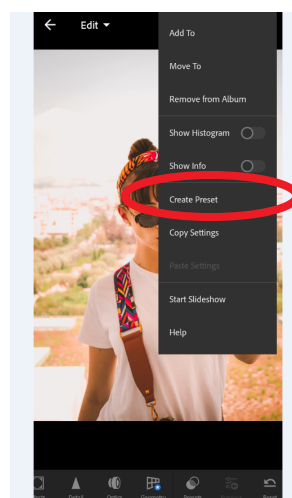 Edit
Add To
Move To
Remove from Album
Show Histogram
Show Info
Create Preset
Copy Settings
Paste Settings
Start Slideshow
Help
Detail
Optics
Geometry
Presets
Reset